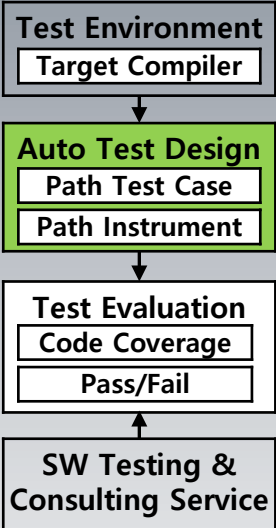 Test Environment
Target Compiler
Auto Test Design
Path Test Case
Path Instrument
Test Evaluation
Code Coverage
Pass/Fail
SW Testing &
Consulting Service